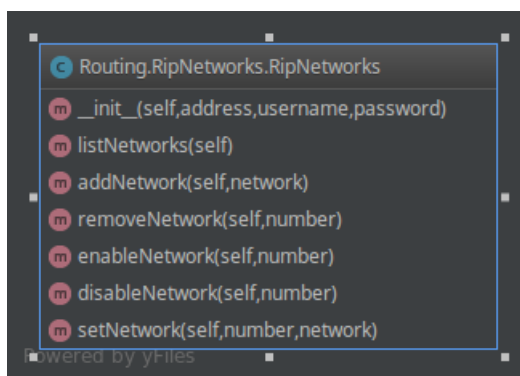 C Routing.RipNetworks.RipNetworks
m __init__(self,address,username,password)
m listNetworks(self)
m addNetwork(self,network)
m removeNetwork(self,number)
m enableNetwork(self,number)
m disableNetwork(self,number)
m setNetwork(self,number,network)
Powered by yFiles